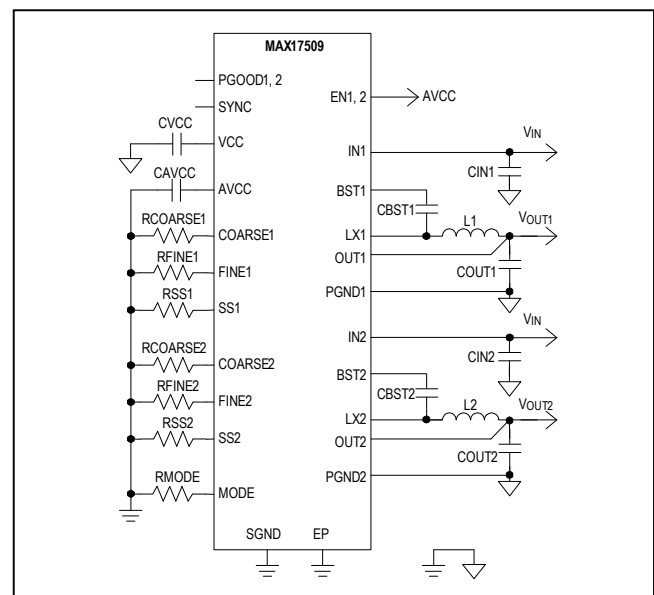 MAX17509
PGOOD1, 2
SYNC
CVCC
VCC
CAVCC
AVCC
RCOARSE1
COARSE1
RFINE1
FINE1
RSS1
SS1
RCOARSE2
COARSE2
RFINE2
FINE2
RSS2
SS2
RMODE
MODE
SGND
EP
EN1, 2
AVCC
IN1
VIN
CIN1
BST1
CBST1
L1
LX1
VOUT1
OUT1
COUT1
PGND1
IN2
VIN
CIN2
BST2
CBST2
L2
LX2
VOUT2
OUT2
COUT2
PGND2